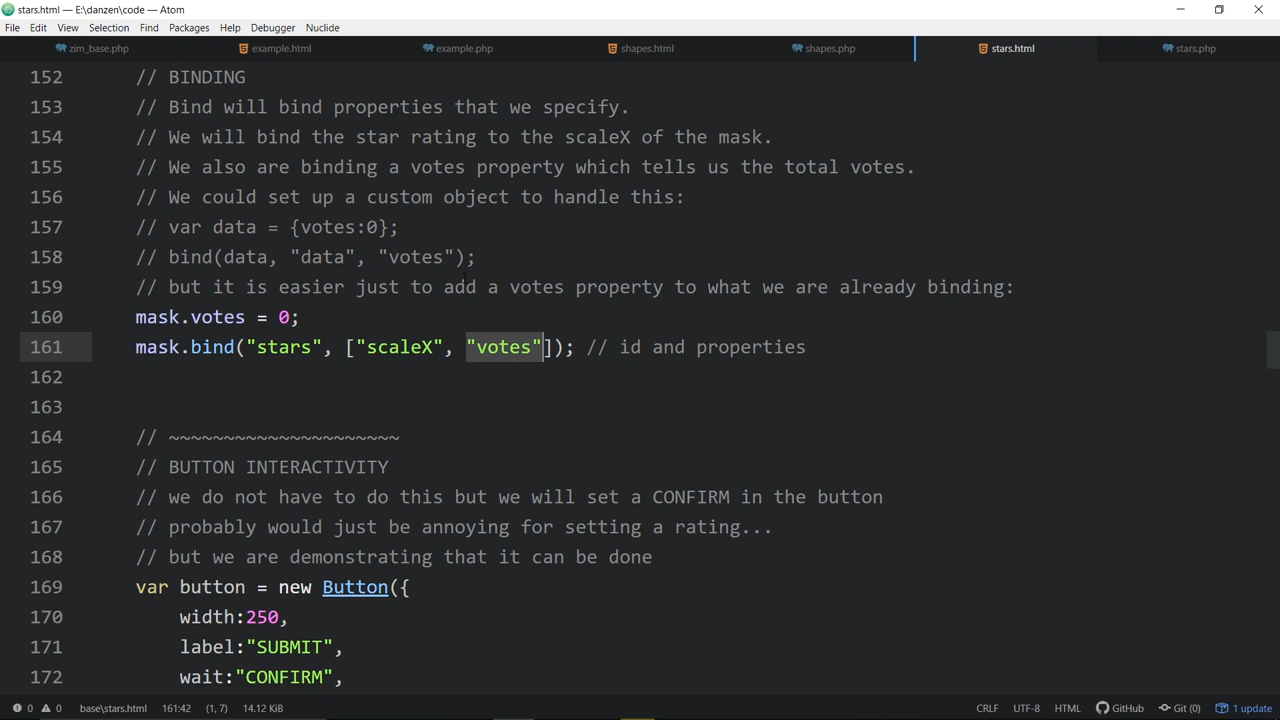 stars.html — E:\danzen\code — Atom
File Edit View Selection Find Packages Help Debugger Nuclide
zim_base.php example.html example.php shapes.html shapes.php stars.html stars.php
152 // BINDING
153 // Bind will bind properties that we specify.
154 // We will bind the star rating to the scaleX of the mask.
155 // We also are binding a votes property which tells us the total votes.
156 // We could set up a custom object to handle this:
157 // var data = {votes:0};
158 // bind(data, "data", "votes");
159 // but it is easier just to add a votes property to what we are already binding:
160 mask.votes = 0;
161 mask.bind("stars", ["scaleX", "votes"]); // id and properties
162
163
164 // ~~~~~~~~~~~~~~~~~~~~~
165 // BUTTON INTERACTIVITY
166 // we do not have to do this but we will set a CONFIRM in the button
167 // probably would just be annoying for setting a rating...
168 // but we are demonstrating that it can be done
169 var button = new Button({
170 width:250,
171 label:"SUBMIT",
172 wait:"CONFIRM",
0 0 base\stars.html 161:42 (1, 7) 14.12 KiB CRLF UTF-8 HTML GitHub Git (0) 1 update